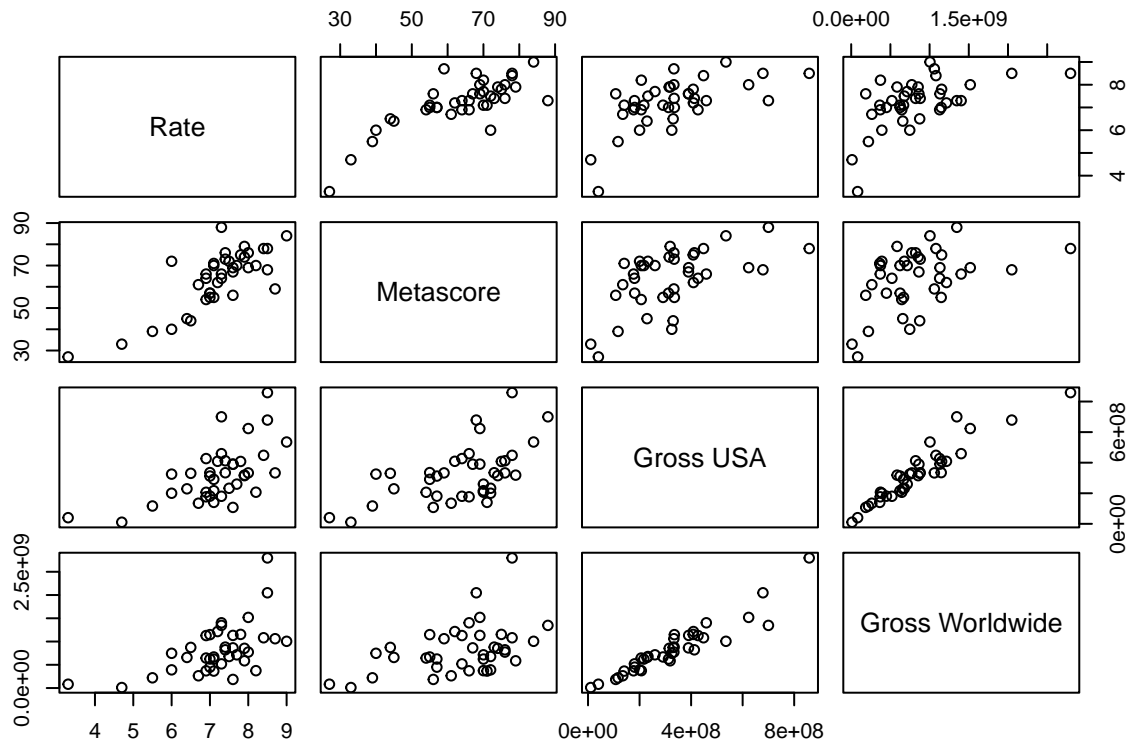 30 50 70 90 0.0e+00 1.5e+09
Rate
4 6 8
30 50 70 90
Metascore
Gross USA
0e+00 6e+08
0.0e+00 2.5e+09
Gross Worldwide
4 5 6 7 8 9 0e+00 4e+08 8e+08